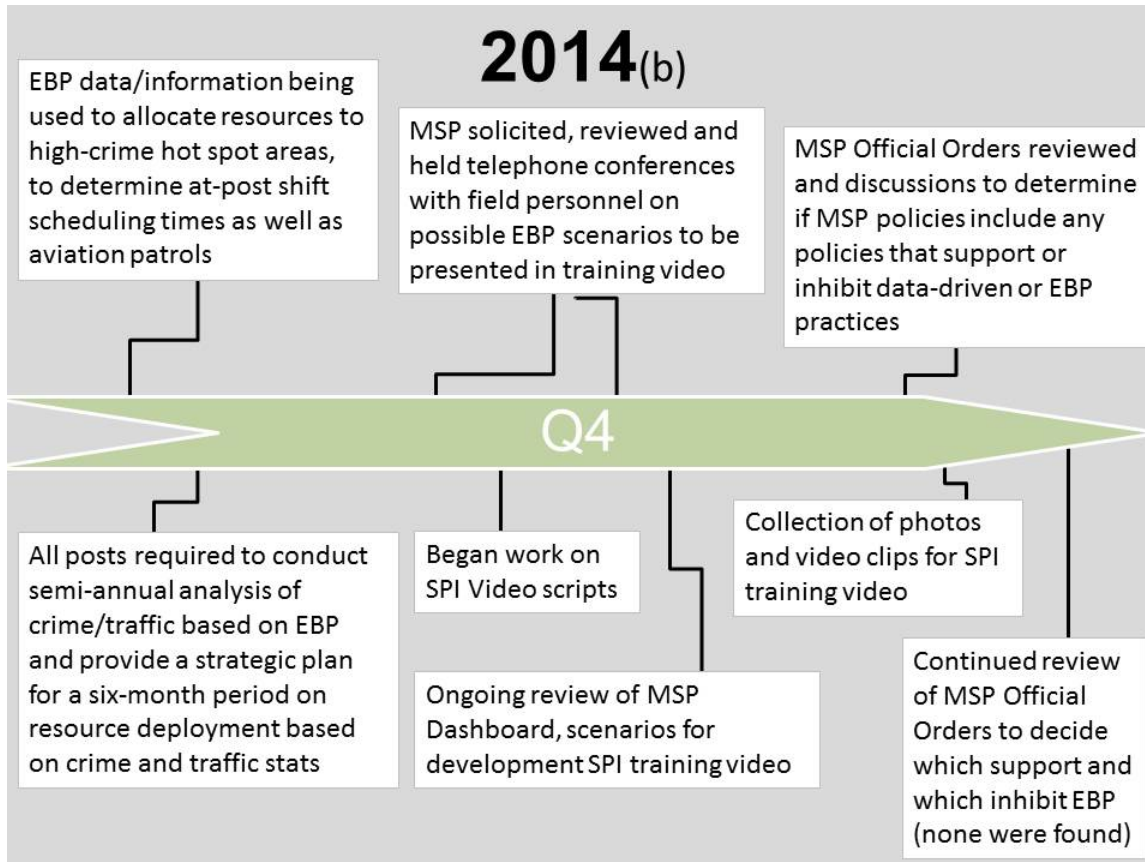 2014(b)
EBP data/information being
used to allocate resources to
high-crime hot spot areas,
to determine at-post shift
scheduling times as well as
aviation patrols
MSP solicited, reviewed and
held telephone conferences
with field personnel on
possible EBP scenarios to be
presented in training video
MSP Official Orders reviewed
and discussions to determine
if MSP policies include any
policies that support or
inhibit data-driven or EBP
practices
Q4
All posts required to conduct
semi-annual analysis of
crime/traffic based on EBP
and provide a strategic plan
for a six-month period on
resource deployment based
on crime and traffic stats
Began work on
SPI Video scripts
Ongoing review of MSP
Dashboard, scenarios for
development SPI training video
Collection of photos
and video clips for SPI
training video
Continued review
of MSP Official
Orders to decide
which support and
which inhibit EBP
(none were found)